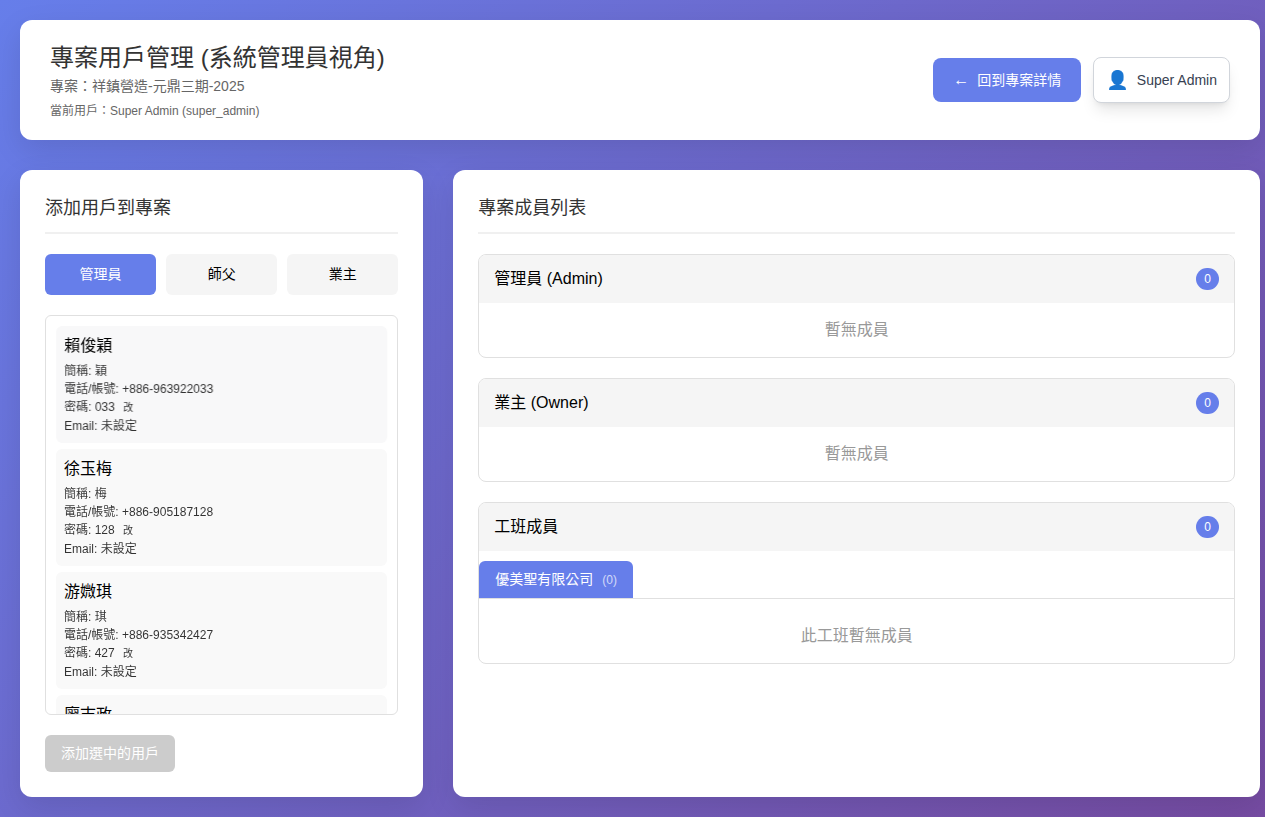 專案用戶管理 (系統管理員視角)
專案：祥鎮營造-元鼎三期-2025
當前用戶：Super Admin (super_admin)
← 回到專案詳情
Super Admin
添加用戶到專案
管理員 師父 業主
賴俊穎
簡稱: 穎
電話/帳號: +886-963922033
密碼: 033 改
Email: 未設定
徐玉梅
簡稱: 梅
電話/帳號: +886-905187128
密碼: 128 改
Email: 未設定
游媺琪
簡稱: 琪
電話/帳號: +886-935342427
密碼: 427 改
Email: 未設定
添加選中的用戶
專案成員列表
管理員 (Admin) 0
暫無成員
業主 (Owner) 0
暫無成員
工班成員 0
優美聖有限公司 (0)
此工班暫無成員